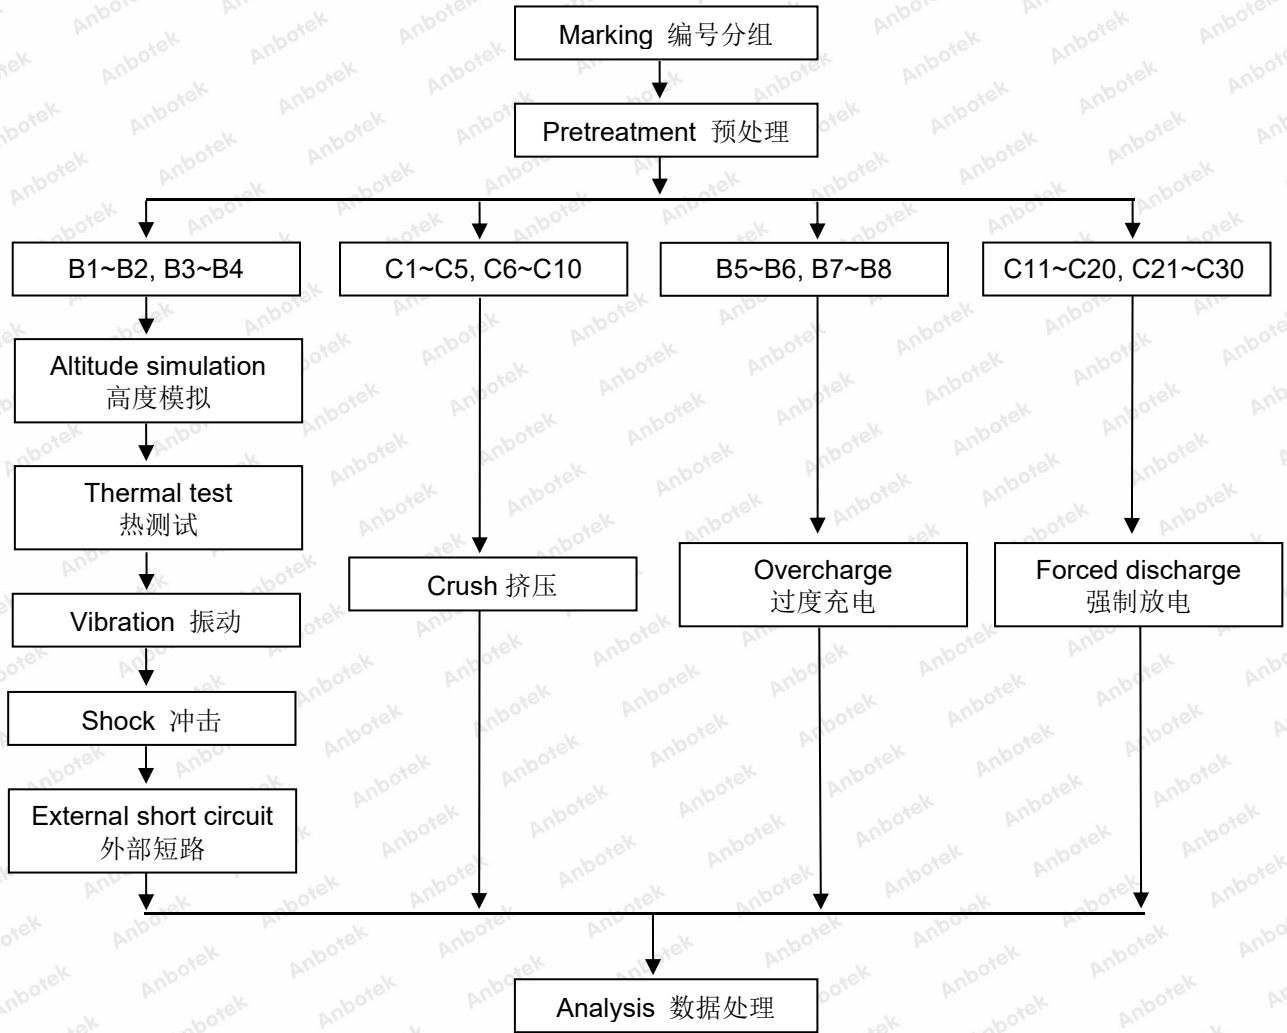 Marking 编号分组
Pretreatment 预处理
B1~B2, B3~B4
C1~C5, C6~C10
B5~B6, B7~B8
C11~C20, C21~C30
Altitude simulation
高度模拟
Thermal test
热测试
Vibration 振动
Shock 冲击
External short circuit
外部短路
Crush 挤压
Overcharge
过度充电
Forced discharge
强制放电
Analysis 数据处理
Anbotek